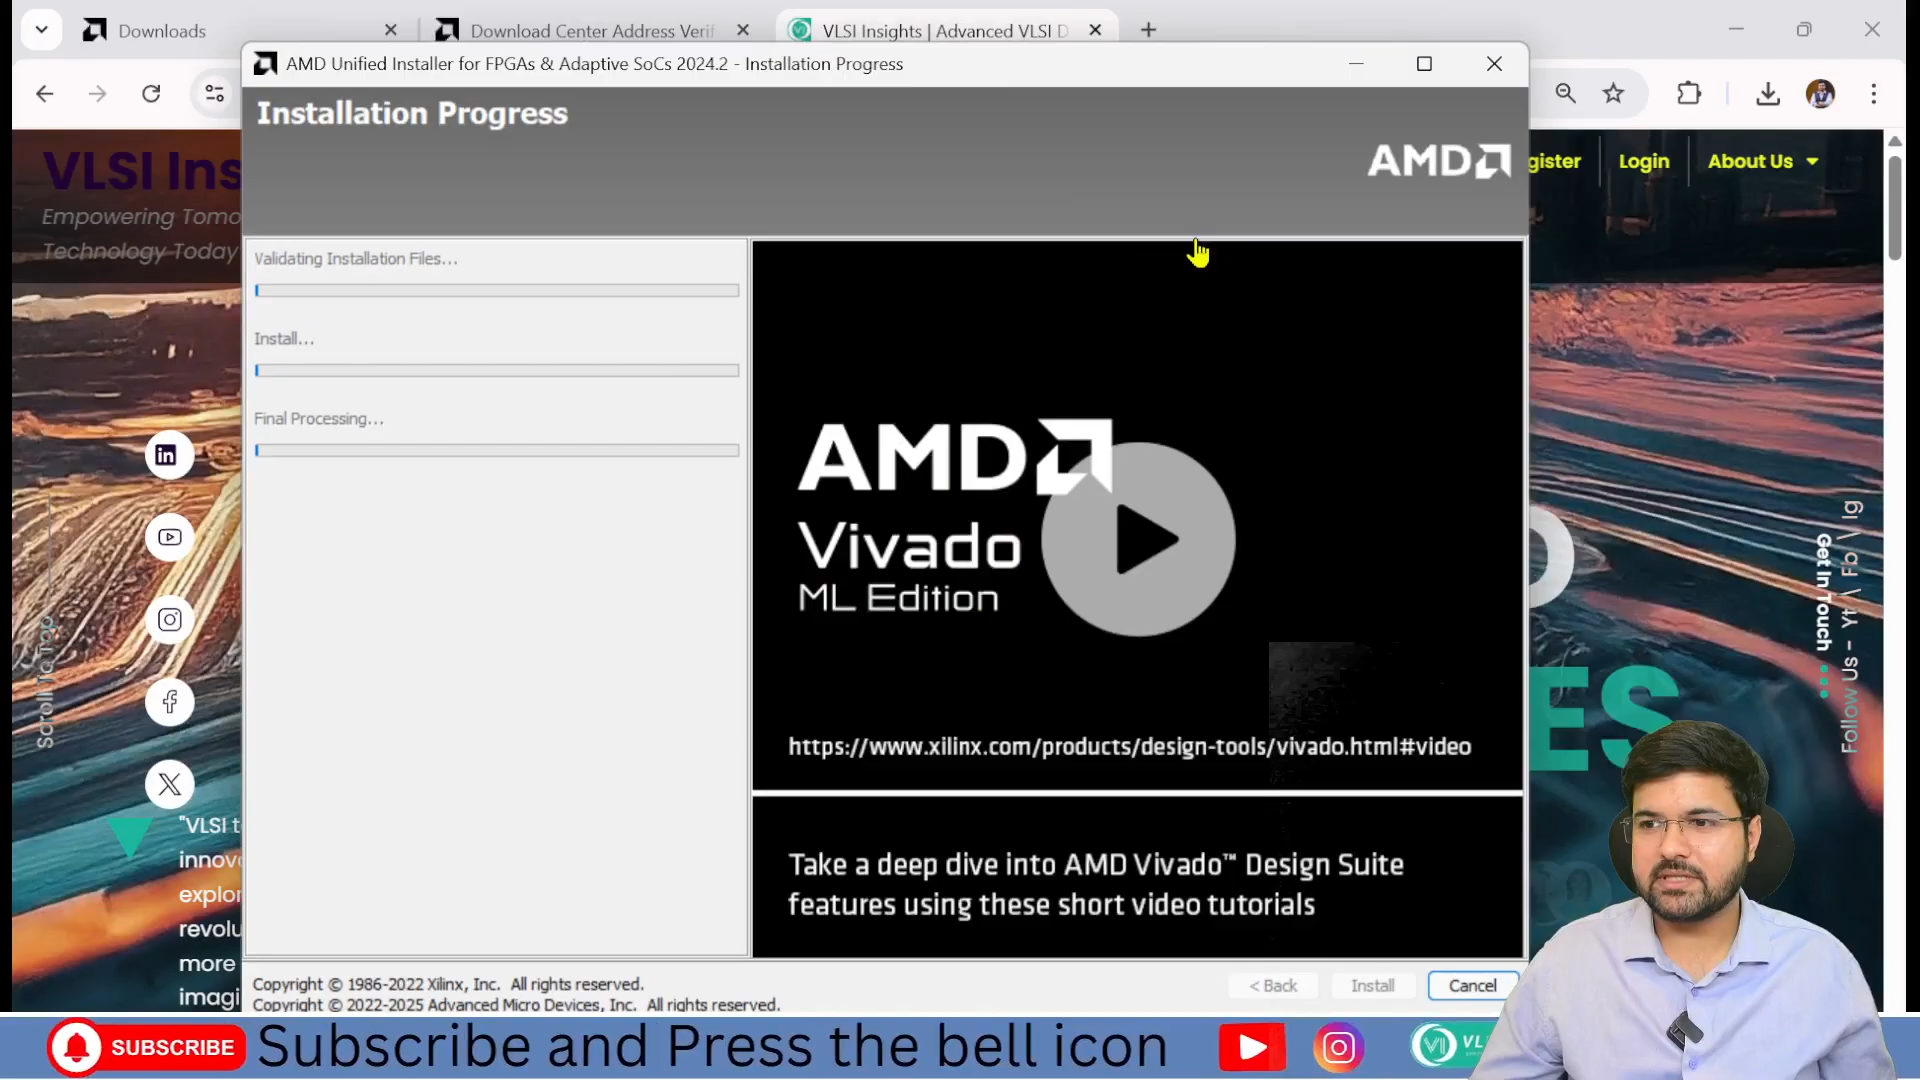 Downloads
Download Center Address Verif
VLSI Insights | Advanced VLSI D
AMD Unified Installer for FPGAs & Adaptive SoCs 2024.2 - Installation Progress
Installation Progress
AMD
VLSI Ins
Empowering Tomo
Technology Today
gister
Login
About Us
Validating Installation Files...
Install...
Final Processing...
AMD
Vivado
ML Edition
https://www.xilinx.com/products/design-tools/vivado.html#video
Take a deep dive into AMD Vivado™ Design Suite
features using these short video tutorials
Scroll To Top
Get In Touch
Follow Us - Yt \ Fb \ Ig
ES
"VLSI t
innov
explor
revolu
more
imagi
Copyright © 1986-2022 Xilinx, Inc. All rights reserved.
Copyright © 2022-2025 Advanced Micro Devices, Inc. All rights reserved.
< Back
Install
Cancel
SUBSCRIBE
Subscribe and Press the bell icon
VL